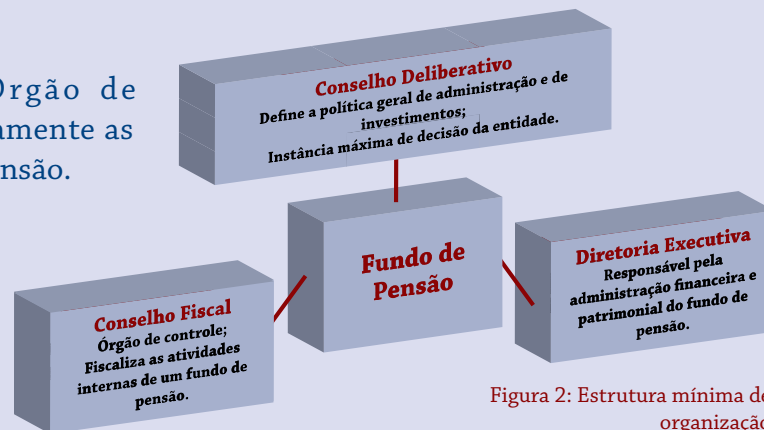 Órgão de
amente as
nsão.
Conselho Deliberativo
Define a política geral de administração e de
investimentos;
Instância máxima de decisão da entidade.
Fundo de
Pensão
Diretoria Executiva
Responsável pela
administração financeira e
patrimonial do fundo de
pensão.
Conselho Fiscal
Órgão de controle;
Fiscaliza as atividades
internas de um fundo de
pensão.
Figura 2: Estrutura mínima de
organização